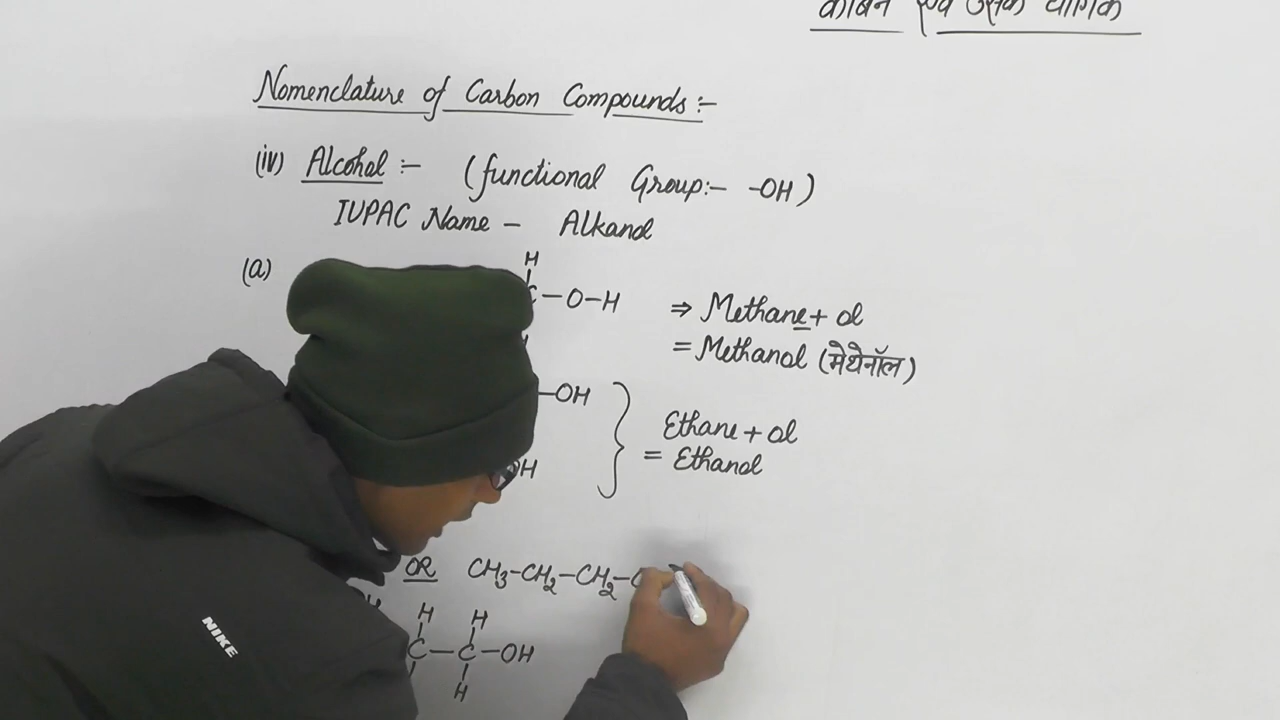 कार्बन एवं उसके यौगिक
Nomenclature of Carbon Compounds :-
(iv) Alcohol :- (functional Group:- -OH)
IUPAC Name - Alkanol
(a)
H
C-O-H ⇒ Methane + ol
= Methanol (मेथेनॉल)
-OH
Ethane + ol
OH = Ethanol
OR CH₃-CH₂-CH₂-
H H
C-C-OH
H
NIKE